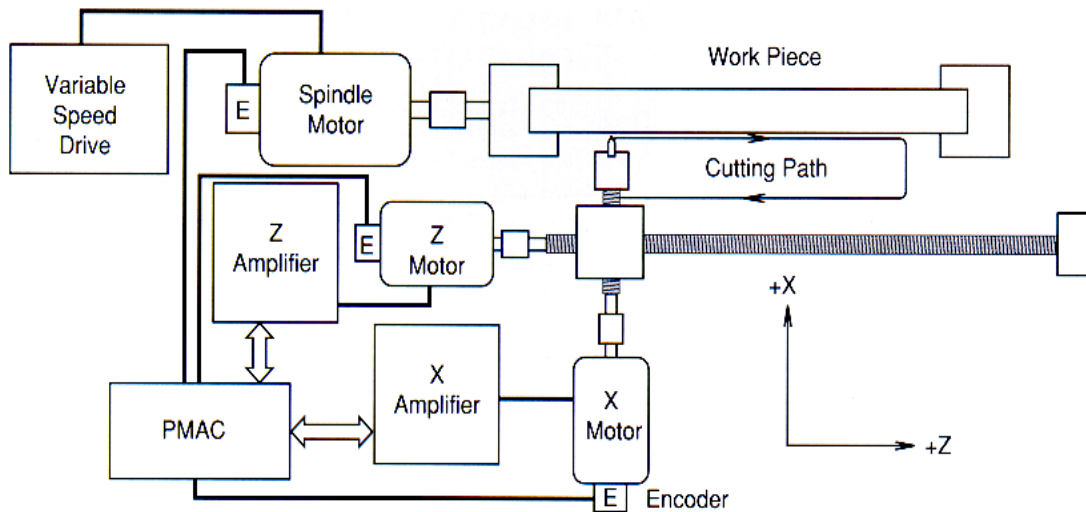 Variable
Speed
Drive
E
Spindle
Motor
Work Piece
Cutting Path
Z
Amplifier
E
Z
Motor
+X
+Z
X
Amplifier
X
Motor
PMAC
E
Encoder